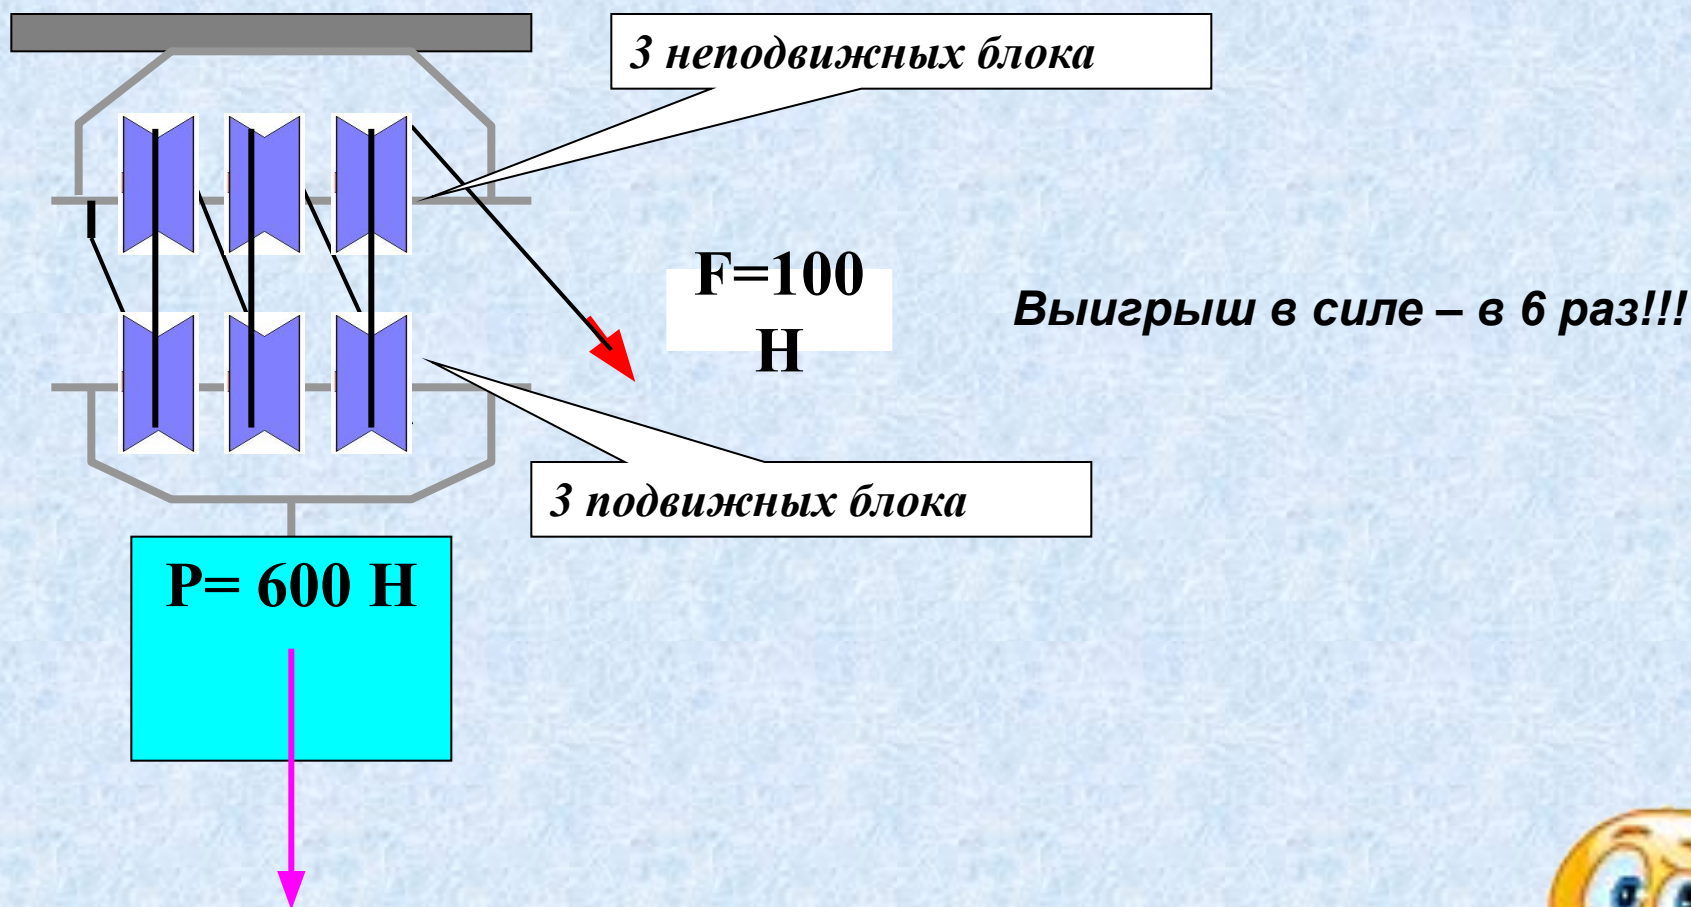 3 неподвижных блока
F=100
Н
Выигрыш в силе – в 6 раз!!!
3 подвижных блока
P= 600 Н